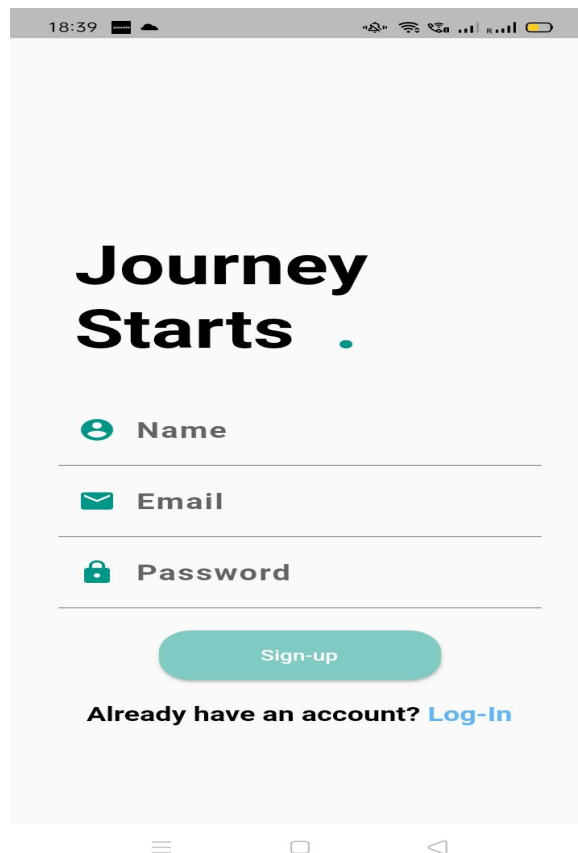 18:39
Journey
Starts .
Name
Email
Password
Sign-up
Already have an account? Log-In